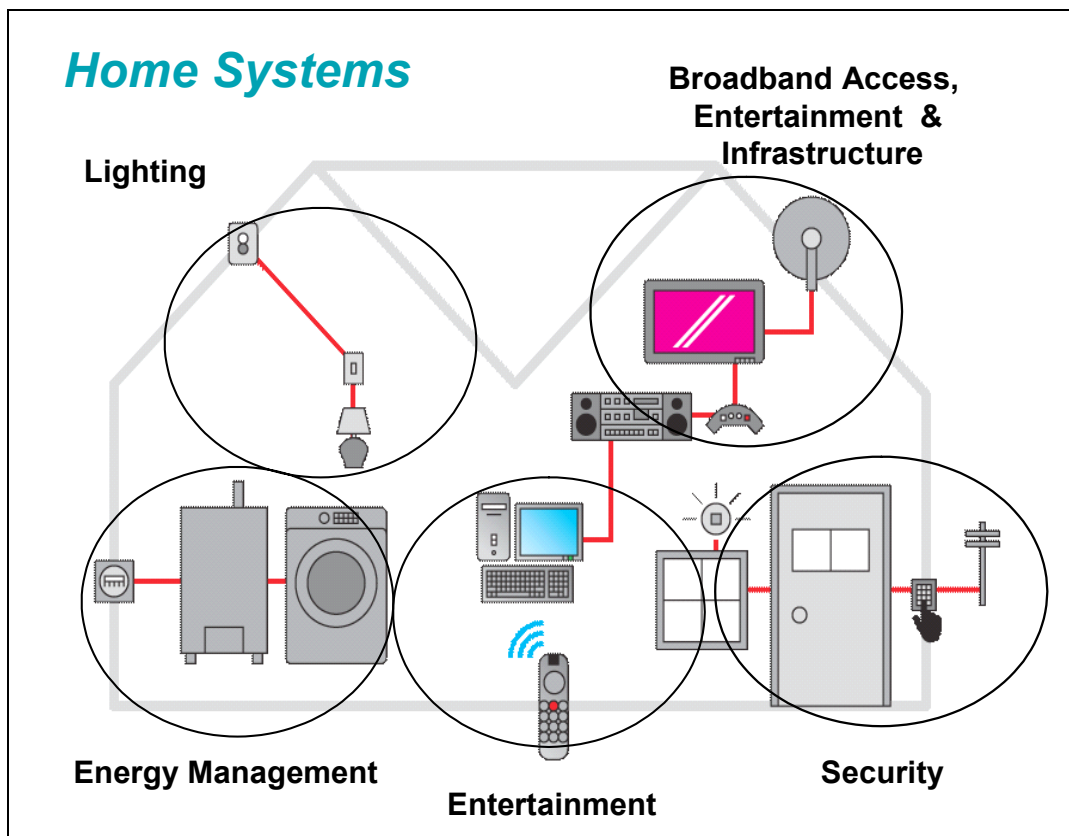 Home Systems
Broadband Access,
Entertainment &
Infrastructure
Lighting
Energy Management
Entertainment
Security